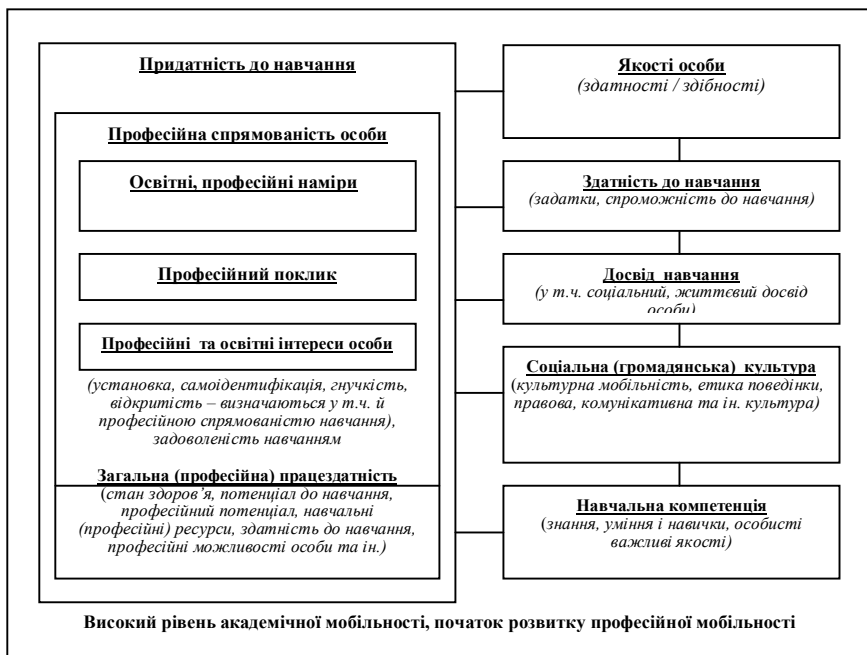 Придатність до навчання
Професійна спрямованість особи
Освітні, професійні наміри
Професійний поклик
Професійні та освітні інтереси особи
(установка, самоідентифікація, гнучкість,
відкритість – визначаються у т.ч. й
професійною спрямованістю навчання),
задоволеність навчанням
Загальна (професійна) працездатність
(стан здоров’я, потенціал до навчання,
професійний потенціал, навчальні
(професійні) ресурси, здатність до навчання,
професійні можливості особи та ін.)
Якості особи
(здатності / здібності)
Здатність до навчання
(задатки, спроможність до навчання)
Досвід навчання
(у т.ч. соціальний, життєвий досвід
особи)
Соціальна (громадянська) культура
(культурна мобільність, етика поведінки,
правова, комунікативна та ін. культура)
Навчальна компетенція
(знання, уміння і навички, особисті
важливі якості)
Високий рівень академічної мобільності, початок розвитку професійної мобільності